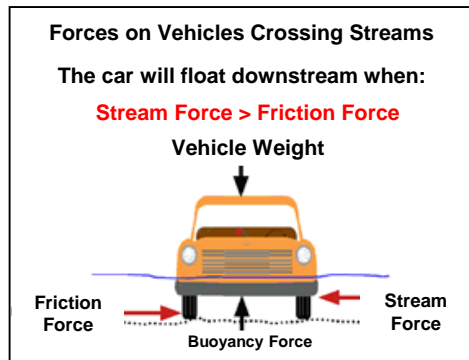 Forces on Vehicles Crossing Streams
The car will float downstream when:
Stream Force > Friction Force
Vehicle Weight
Friction
Force
Stream
Force
Buoyancy Force